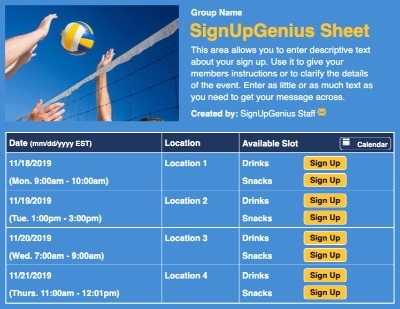 Group Name
SignUpGenius Sheet
This area allows you to enter descriptive text
about your sign up. Use it to give your
members instructions or to clarify the details
of the event. Enter as little or as much text as
you need to get your message across.
Created by: SignUpGenius Staff
Date (mm/dd/yyyy EST) Location Available Slot Calendar
11/18/2019 Location 1 Drinks Sign Up
(Mon. 9:00am - 10:00am) Snacks Sign Up
11/19/2019 Location 2 Drinks Sign Up
(Tue. 1:00pm - 3:00pm) Snacks Sign Up
11/20/2019 Location 3 Drinks Sign Up
(Wed. 7:00am - 9:00am) Snacks Sign Up
11/21/2019 Location 4 Drinks Sign Up
(Thurs. 11:00am - 12:01pm) Snacks Sign Up